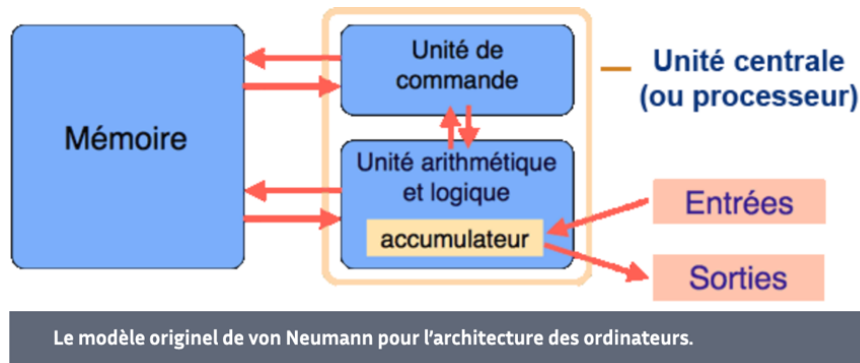 Mémoire
Unité de
commande
Unité arithmétique
et logique
accumulateur
Unité centrale
(ou processeur)
Entrées
Sorties
Le modèle originel de von Neumann pour l’architecture des ordinateurs.